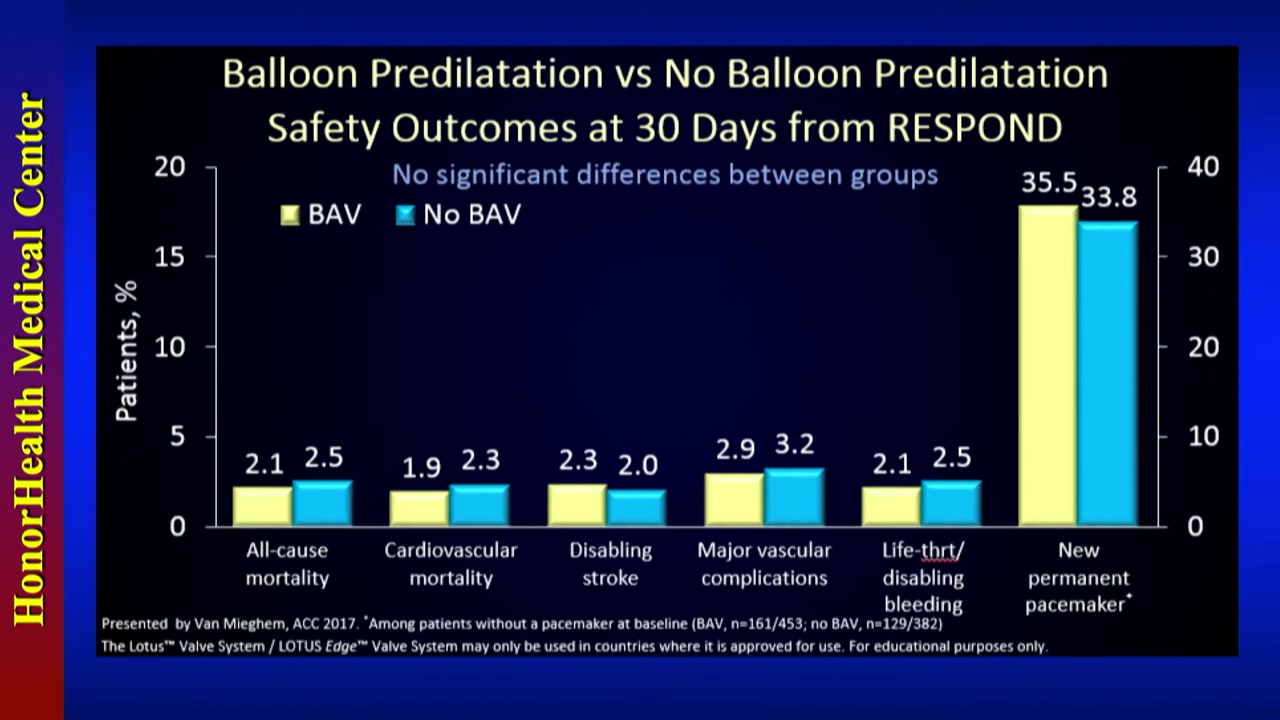 HonorHealth Medical Center
Balloon Predilatation vs No Balloon Predilatation
Safety Outcomes at 30 Days from RESPOND
No significant differences between groups
BAV
No BAV
Patients, %
20
15
10
5
0
40
30
20
10
0
2.1
2.5
1.9
2.3
2.3
2.0
2.9
3.2
2.1
2.5
35.5
33.8
All-cause
mortality
Cardiovascular
mortality
Disabling
stroke
Major vascular
complications
Life-thrt/
disabling
bleeding
New
permanent
pacemaker*
Presented by Van Mieghem, ACC 2017. *Among patients without a pacemaker at baseline (BAV, n=161/453; no BAV, n=129/382)
The Lotus™ Valve System / LOTUS Edge™ Valve System may only be used in countries where it is approved for use. For educational purposes only.